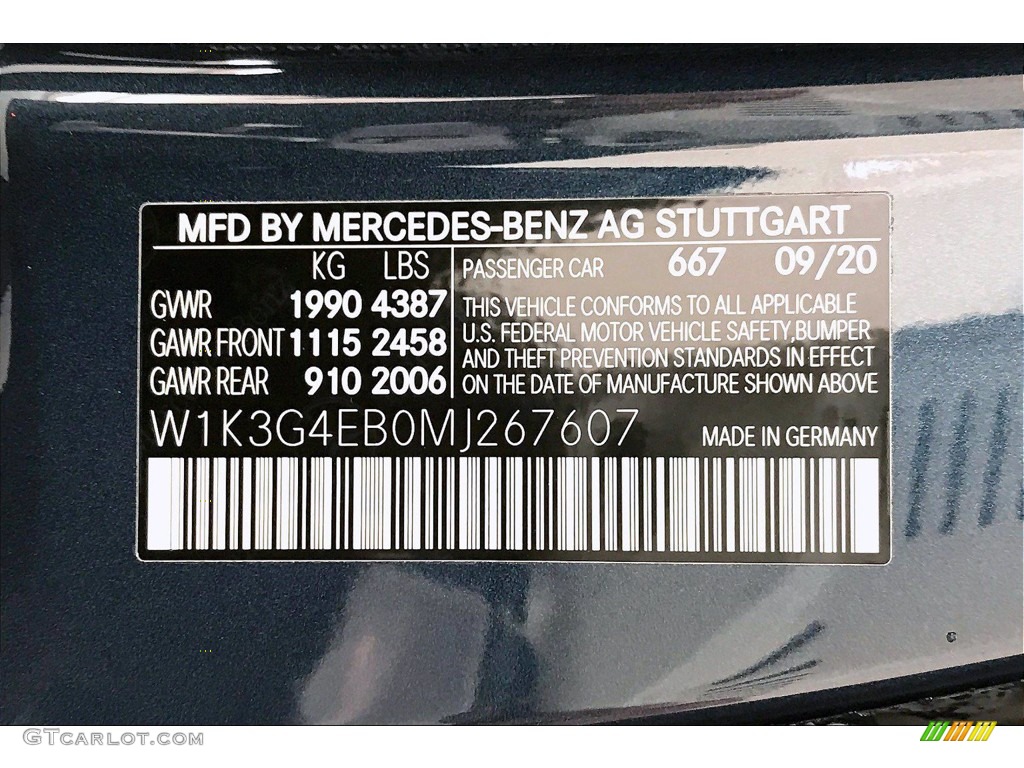 MFD BY MERCEDES-BENZ AG STUTTGART
KG LBS
GVWR 1990 4387
GAWR FRONT 1115 2458
GAWR REAR 910 2006
PASSENGER CAR 667 09/20
THIS VEHICLE CONFORMS TO ALL APPLICABLE
U.S. FEDERAL MOTOR VEHICLE SAFETY,BUMPER
AND THEFT PREVENTION STANDARDS IN EFFECT
ON THE DATE OF MANUFACTURE SHOWN ABOVE
W1K3G4EB0MJ267607
MADE IN GERMANY
GTcarlot.com